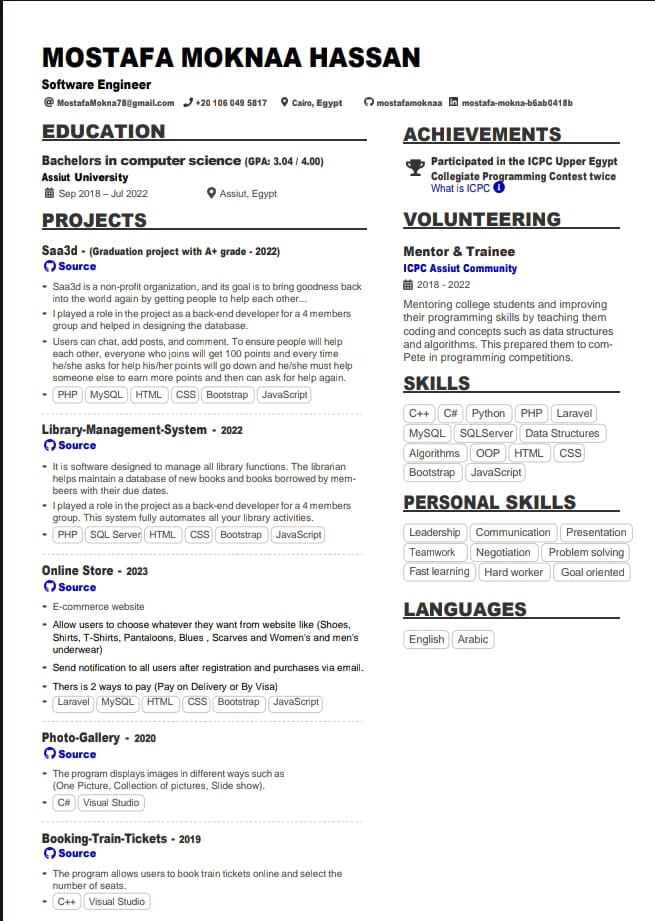 MOSTAFA MOKNAA HASSAN
Software Engineer
@ MostafaMokna78@gmail.com +20 106 049 5817 Cairo, Egypt mostafamoknaa mostafa-mokna-b6ab0418b
EDUCATION
Bachelors in computer science (GPA: 3.04 / 4.00)
Assiut University
Sep 2018 – Jul 2022 Assiut, Egypt
PROJECTS
Saa3d - (Graduation project with A+ grade - 2022)
Source
• Saa3d is a non-profit organization, and its goal is to bring goodness back
into the world again by getting people to help each other...
• I played a role in the project as a back-end developer for a 4 members
group and helped in designing the database.
• Users can chat, add posts, and comment. To ensure people will help
each other, everyone who joins will get 100 points and every time
he/she asks for help his/her points will go down and he/she must help
someone else to earn more points and then can ask for help again.
• PHP MySQL HTML CSS Bootstrap JavaScript
Library-Management-System - 2022
Source
• It is software designed to manage all library functions. The librarian
helps maintain a database of new books and books borrowed by mem-
beers with their due dates.
• I played a role in the project as a back-end developer for a 4 members
group. This system fully automates all your library activities.
• PHP SQL Server HTML CSS Bootstrap JavaScript
Online Store - 2023
Source
• E-commerce website
• Allow users to choose whatever they want from website like (Shoes,
Shirts, T-Shirts, Pantaloons, Blues , Scarves and Women's and men's
underwear)
• Send notification to all users after registration and purchases via email.
• Thers is 2 ways to pay (Pay on Delivery or By Visa)
• Laravel MySQL HTML CSS Bootstrap JavaScript
Photo-Gallery - 2020
Source
• The program displays images in different ways such as
(One Picture, Collection of pictures, Slide show).
• C# Visual Studio
Booking-Train-Tickets - 2019
Source
• The program allows users to book train tickets online and select the
number of seats.
• C++ Visual Studio
ACHIEVEMENTS
Participated in the ICPC Upper Egypt
Collegiate Programming Contest twice
What is ICPC i
VOLUNTEERING
Mentor & Trainee
ICPC Assiut Community
2018 - 2022
Mentoring college students and improving
their programming skills by teaching them
coding and concepts such as data structures
and algorithms. This prepared them to com-
Pete in programming competitions.
SKILLS
C++ C# Python PHP Laravel
MySQL SQLServer Data Structures
Algorithms OOP HTML CSS
Bootstrap JavaScript
PERSONAL SKILLS
Leadership Communication Presentation
Teamwork Negotiation Problem solving
Fast learning Hard worker Goal oriented
LANGUAGES
English Arabic